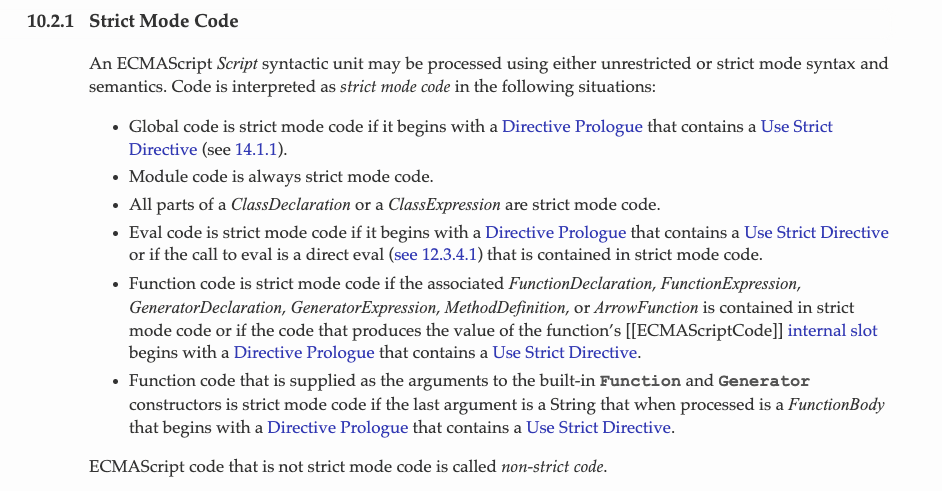 10.2.1 Strict Mode Code
An ECMAScript Script syntactic unit may be processed using either unrestricted or strict mode syntax and
semantics. Code is interpreted as strict mode code in the following situations:
• Global code is strict mode code if it begins with a Directive Prologue that contains a Use Strict
Directive (see 14.1.1).
• Module code is always strict mode code.
• All parts of a ClassDeclaration or a ClassExpression are strict mode code.
• Eval code is strict mode code if it begins with a Directive Prologue that contains a Use Strict Directive
or if the call to eval is a direct eval (see 12.3.4.1) that is contained in strict mode code.
• Function code is strict mode code if the associated FunctionDeclaration, FunctionExpression,
GeneratorDeclaration, GeneratorExpression, MethodDefinition, or ArrowFunction is contained in strict
mode code or if the code that produces the value of the function’s [[ECMAScriptCode]] internal slot
begins with a Directive Prologue that contains a Use Strict Directive.
• Function code that is supplied as the arguments to the built-in Function and Generator
constructors is strict mode code if the last argument is a String that when processed is a FunctionBody
that begins with a Directive Prologue that contains a Use Strict Directive.
ECMAScript code that is not strict mode code is called non-strict code.